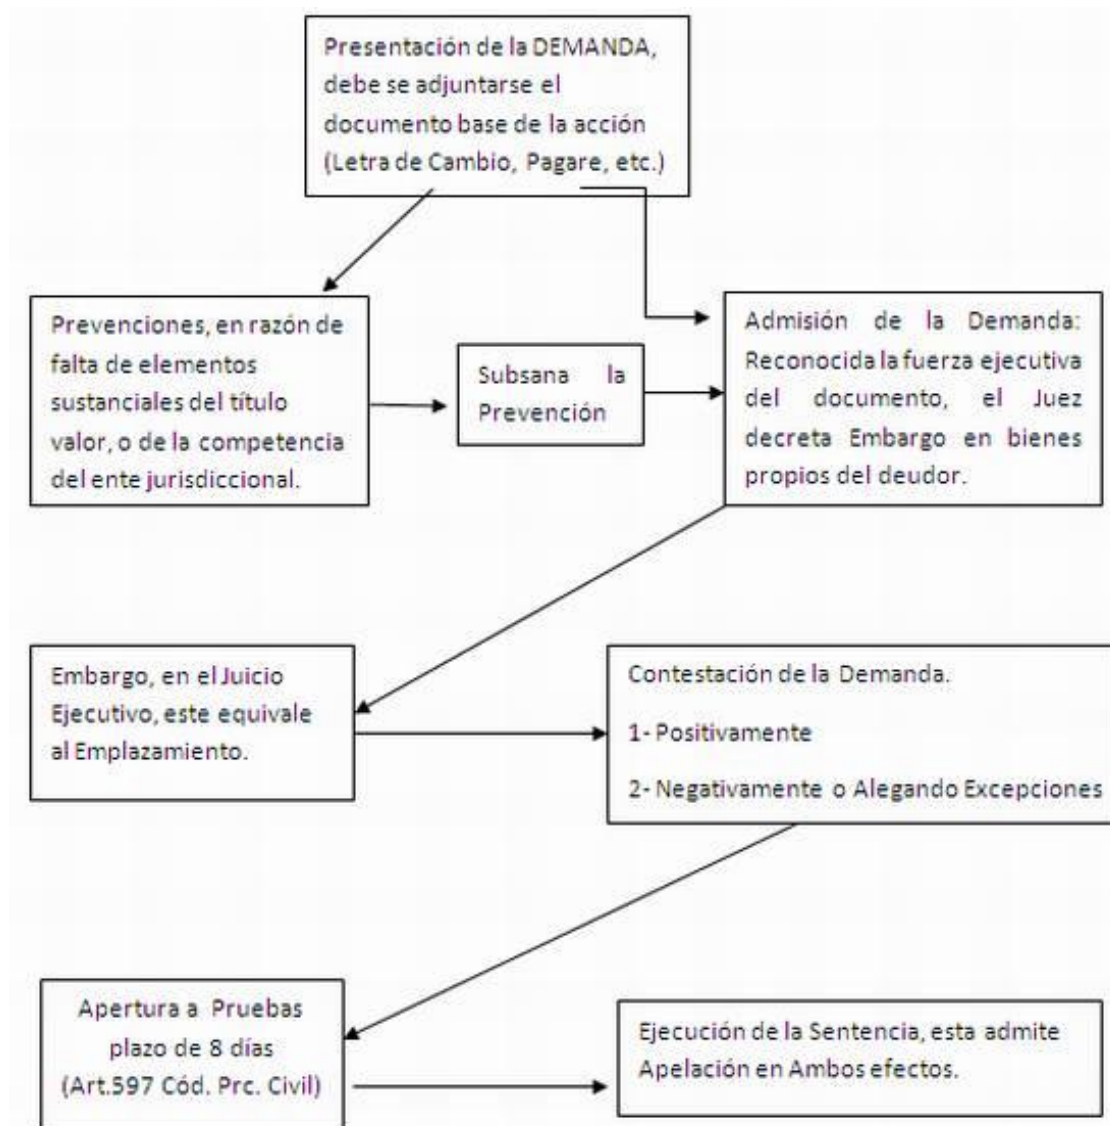 Presentación de la DEMANDA,
debe se adjuntarse el
documento base de la acción
(Letra de Cambio, Pagare, etc.)
Prevenciones, en razón de
falta de elementos
sustanciales del título
valor, o de la competencia
del ente jurisdiccional.
Subsana la
Prevención
Admisión de la Demanda:
Reconocida la fuerza ejecutiva
del documento, el Juez
decreta Embargo en bienes
propios del deudor.
Embargo, en el Juicio
Ejecutivo, este equivale
al Emplazamiento.
Contestación de la Demanda.
1- Positivamente
2- Negativamente o Alegando Excepciones
Apertura a Pruebas
plazo de 8 días
(Art.597 Cód. Prc. Civil)
Ejecución de la Sentencia, esta admite
Apelación en Ambos efectos.